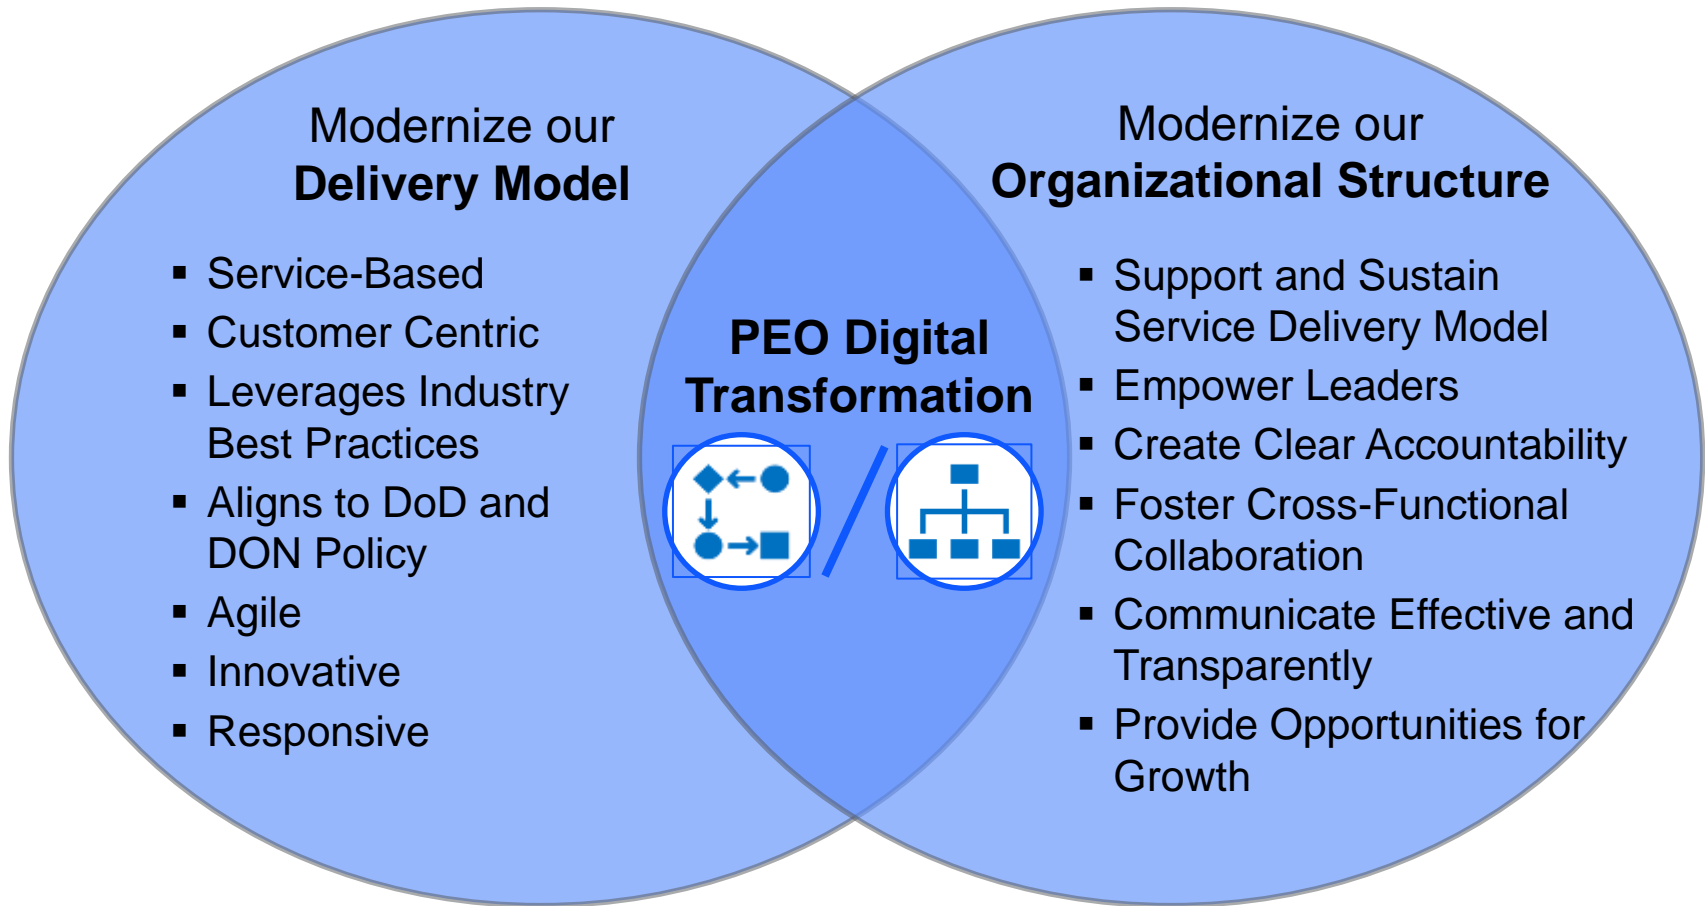 Modernize our
Delivery Model
▪ Service-Based
▪ Customer Centric
▪ Leverages Industry
Best Practices
▪ Aligns to DoD and
DON Policy
▪ Agile
▪ Innovative
▪ Responsive
PEO Digital
Transformation
Modernize our
Organizational Structure
▪ Support and Sustain
Service Delivery Model
▪ Empower Leaders
▪ Create Clear Accountability
▪ Foster Cross-Functional
Collaboration
▪ Communicate Effective and
Transparently
▪ Provide Opportunities for
Growth